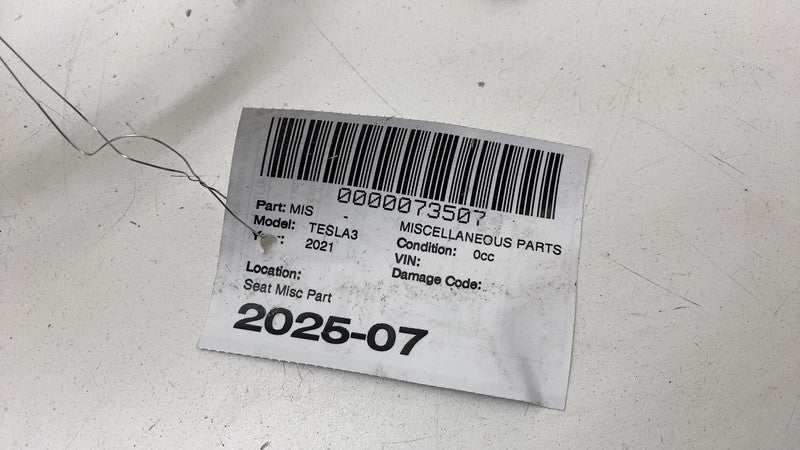 0000073507
Part: MIS - MISCELLANEOUS PARTS
Model: TESLA3 Condition: 0cc
2021 VIN:
Location: Damage Code:
Seat Misc Part
2025-07